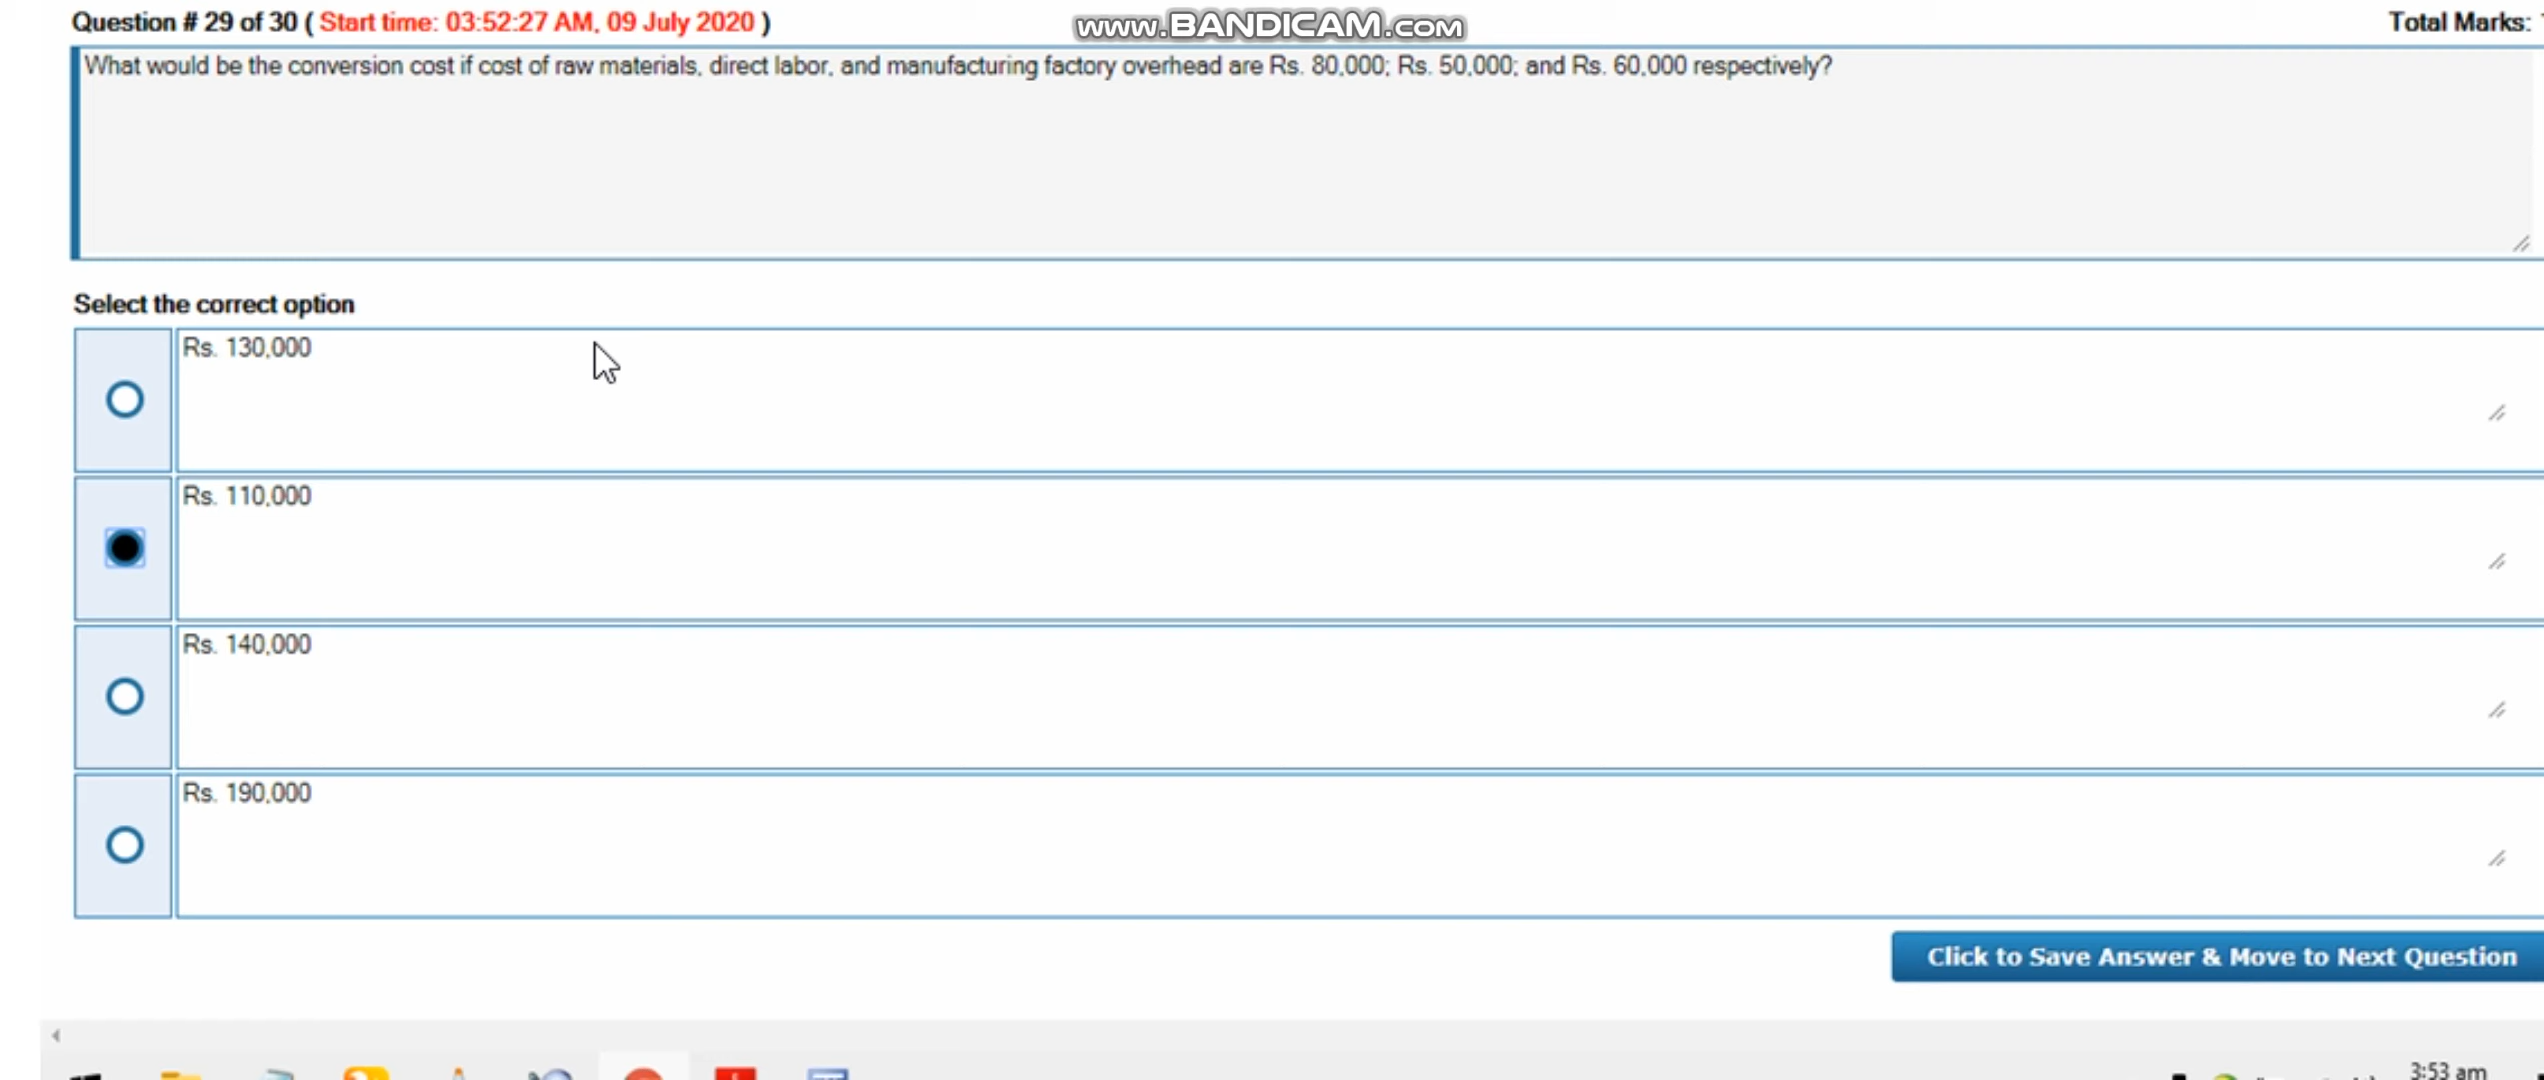 Question # 29 of 30 ( Start time: 03:52:27 AM, 09 July 2020 )
www.BANDICAM.com
Total Marks:
What would be the conversion cost if cost of raw materials, direct labor, and manufacturing factory overhead are Rs. 80,000; Rs. 50,000; and Rs. 60,000 respectively?
Select the correct option
Rs. 130,000
Rs. 110,000
Rs. 140,000
Rs. 190,000
Click to Save Answer & Move to Next Question
3:53 am